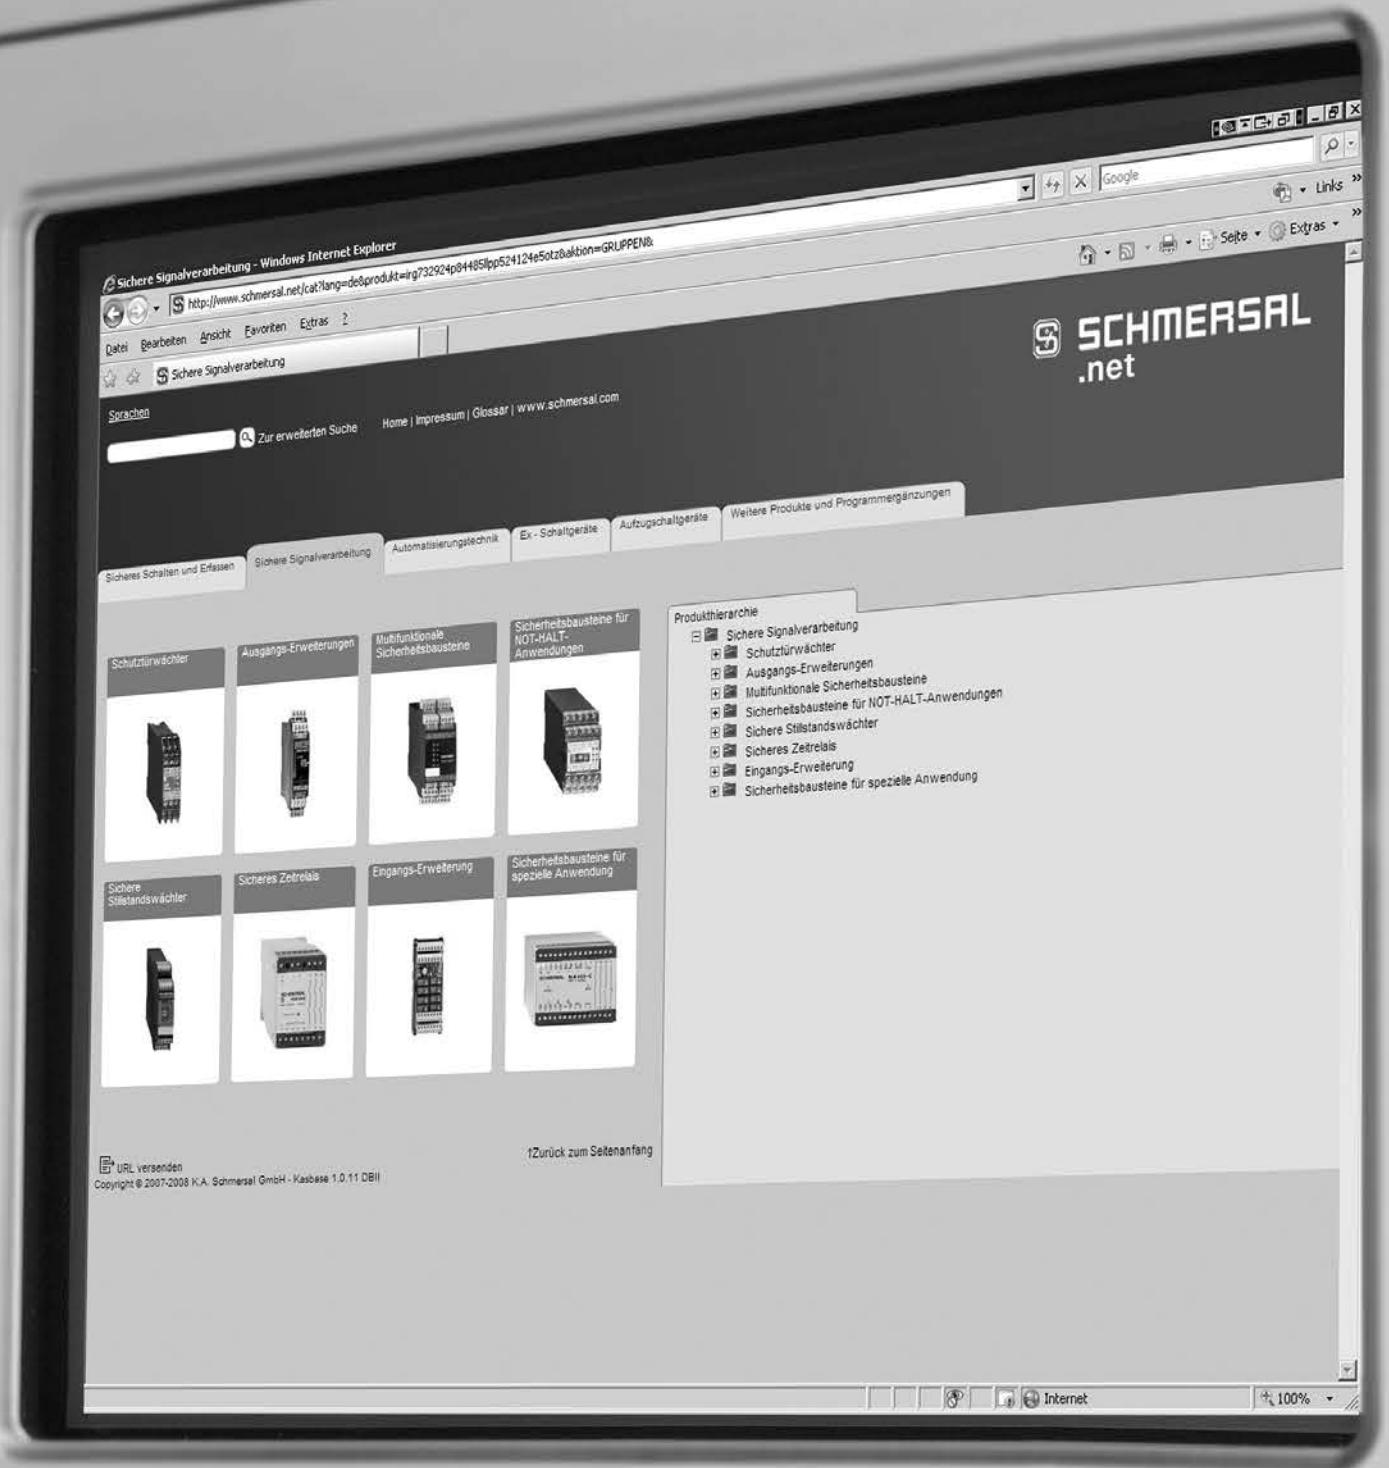 Sichere Signalverarbeitung - Windows Internet Explorer
http://www.schmersal.net/cat?lang=de&produkt=irg732924p84485llpp524124e5otz&aktion=GRUPPEN&
Google
Datei Bearbeiten Ansicht Favoriten Extras ?
Links
Sichere Signalverarbeitung
Seite Extras
SCHMERSAL
.net
Sprachen
Zur erweiterten Suche Home | Impressum | Glossar | www.schmersal.com
Sicheres Schalten und Erfassen
Sichere Signalverarbeitung
Automatisierungstechnik
Ex - Schaltgeräte
Aufzugschaltgeräte
Weitere Produkte und Programmergänzungen
Schutztürwächter
Ausgangs-Erweiterungen
Multifunktionale
Sicherheitsbausteine
Sicherheitsbausteine für
NOT-HALT-
Anwendungen
Sichere
Stillstandswächter
Sicheres Zeitrelais
Eingangs-Erweiterung
Sicherheitsbausteine für
spezielle Anwendung
SCHMERSAL
Produkthierarchie
Sichere Signalverarbeitung
Schutztürwächter
Ausgangs-Erweiterungen
Multifunktionale Sicherheitsbausteine
Sicherheitsbausteine für NOT-HALT-Anwendungen
Sichere Stillstandswächter
Sicheres Zeitrelais
Eingangs-Erweiterung
Sicherheitsbausteine für spezielle Anwendung
URL versenden
↑Zurück zum Seitenanfang
Copyright © 2007-2008 K.A. Schmersal GmbH - Kasbase 1.0.11 DBII
Internet
100%